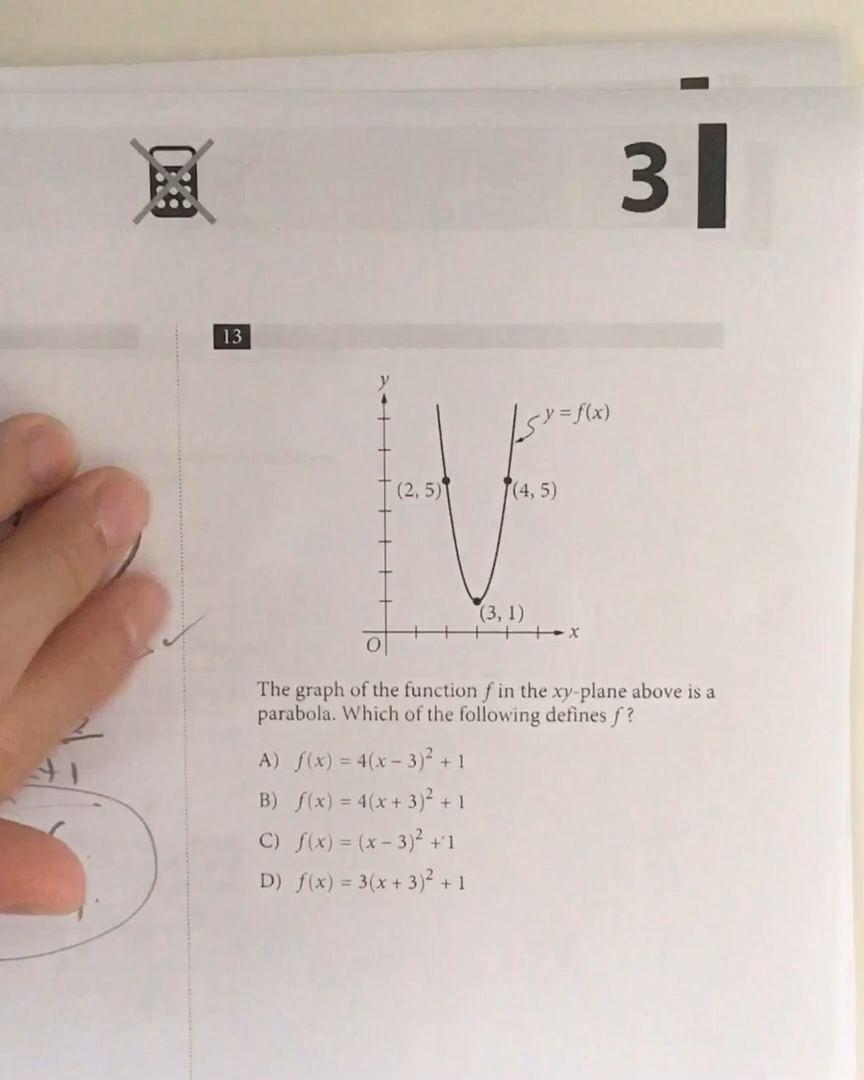 3
13
y
y = f(x)
(2, 5)
(4, 5)
(3, 1)
x
O
The graph of the function f in the xy-plane above is a
parabola. Which of the following defines f ?
A) f(x) = 4(x – 3)² + 1
B) f(x) = 4(x + 3)² + 1
C) f(x) = (x – 3)² + 1
D) f(x) = 3(x + 3)² + 1
2
+1